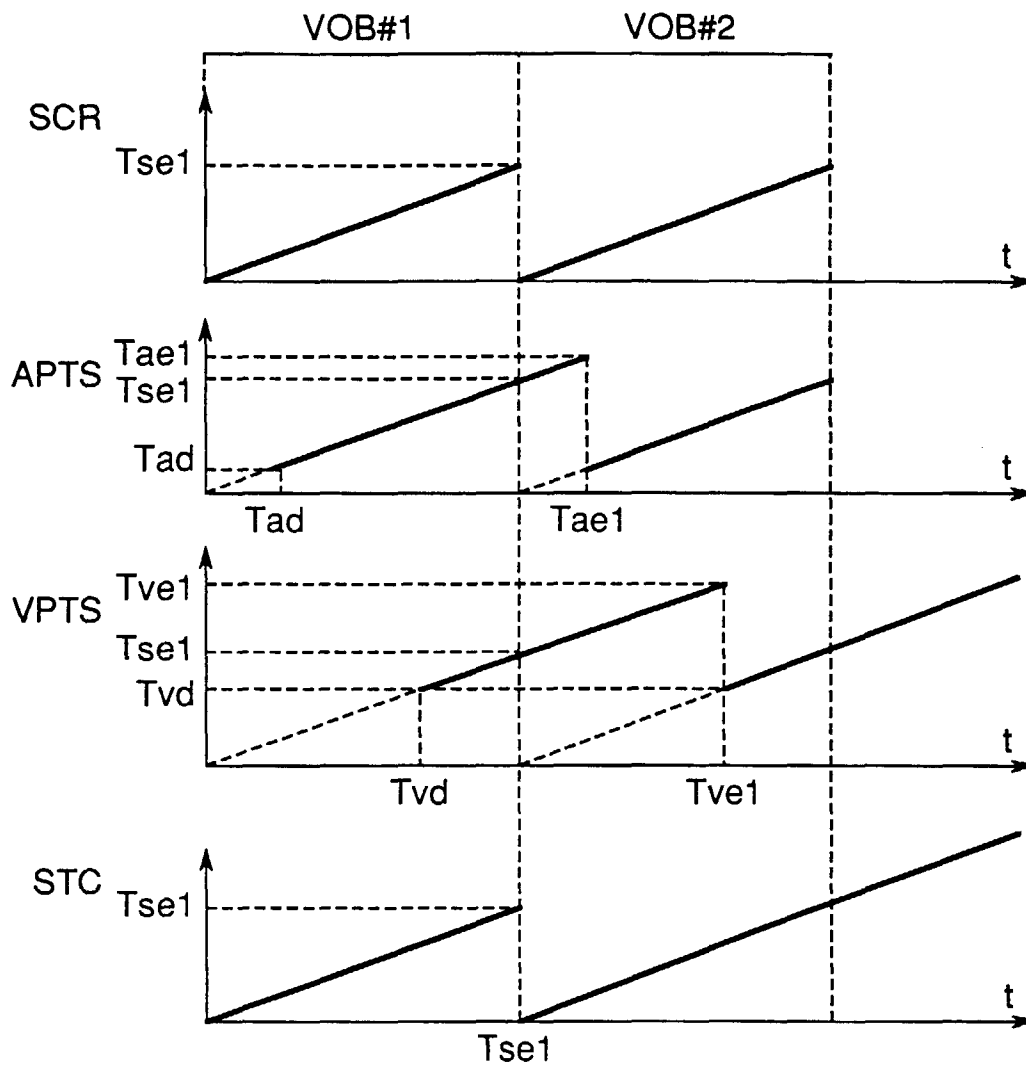 VOB#1 VOB#2
SCR
Tse1
t
APTS
Tae1
Tse1
Tad
t
Tad Tae1
VPTS
Tve1
Tse1
Tvd
t
Tvd Tve1
STC
Tse1
t
Tse1